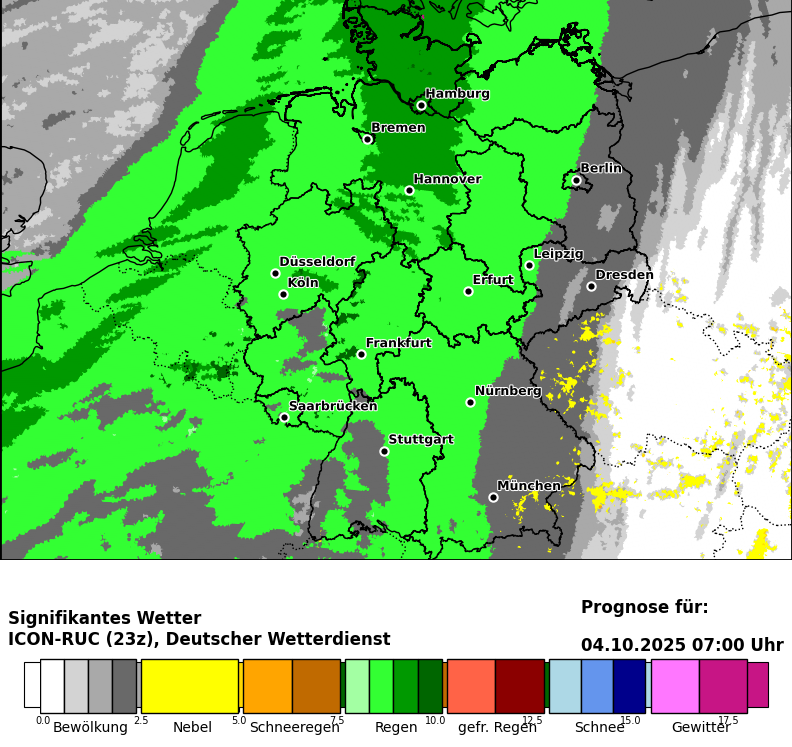 Hamburg
Bremen
Berlin
Hannover
Leipzig
Düsseldorf
Dresden
Köln
Erfurt
Frankfurt
Nürnberg
Saarbrücken
Stuttgart
München
Prognose für:
Signifikantes Wetter
ICON-RUC (23z), Deutscher Wetterdienst
04.10.2025 07:00 Uhr
0.0 2.5 5.0 7.5 10.0 12.5 15.0 17.5
Bewölkung Nebel Schneeregen Regen gefr. Regen Schnee Gewitter